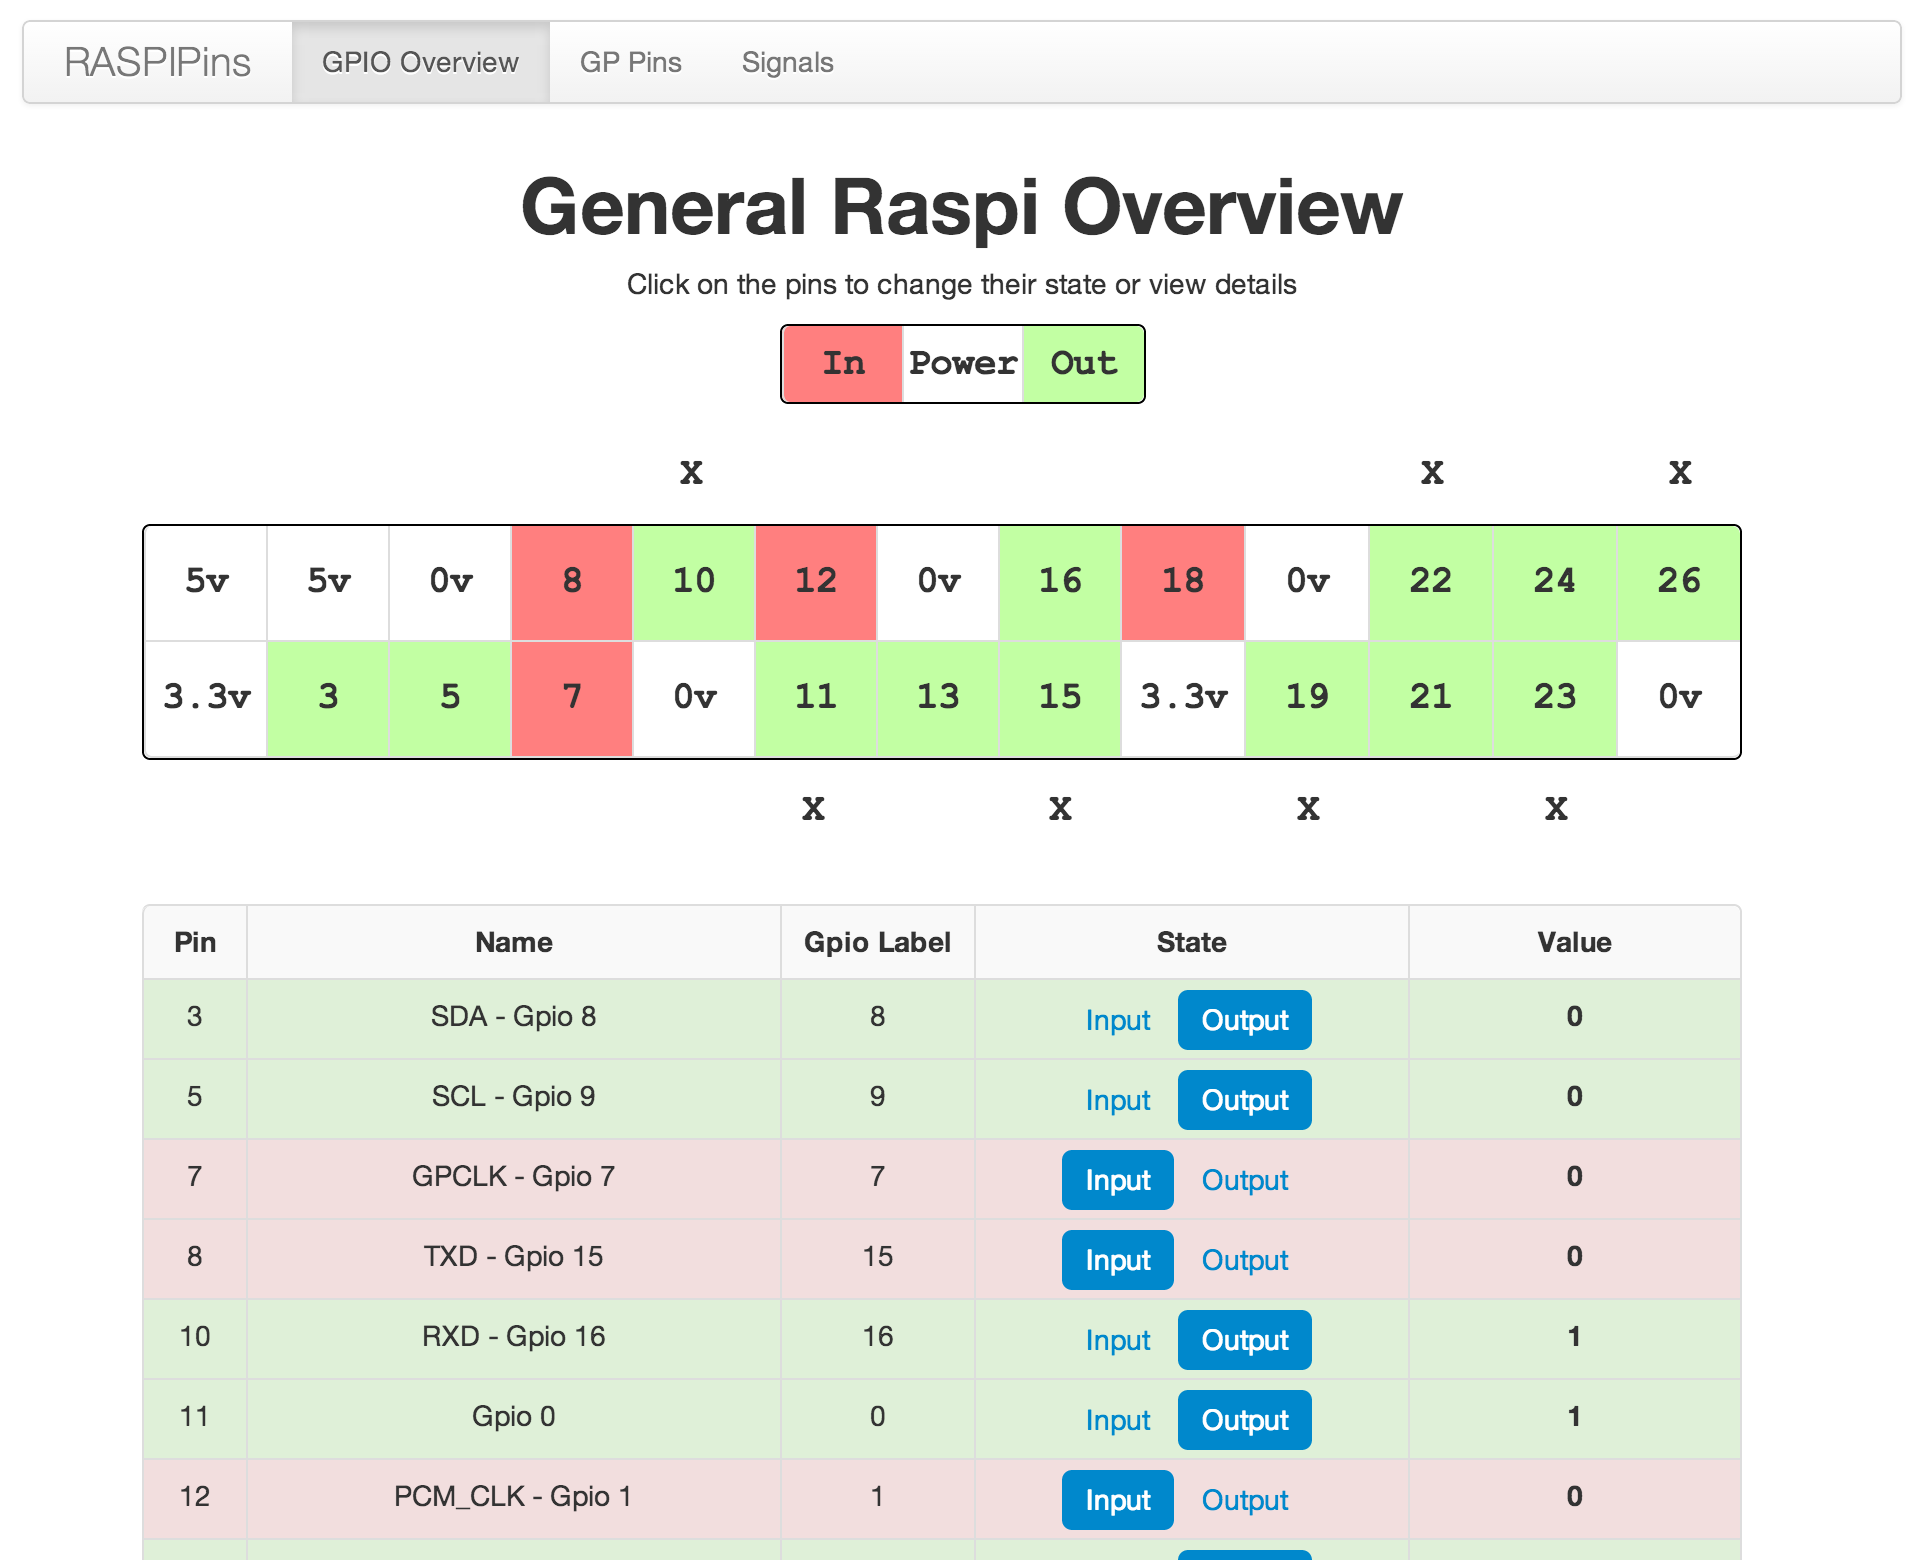 RASPIPins GPIO Overview GP Pins Signals
General Raspi Overview
Click on the pins to change their state or view details
In Power Out
x x x
5v 5v 0v 8 10 12 0v 16 18 0v 22 24 26
3.3v 3 5 7 0v 11 13 15 3.3v 19 21 23 0v
x x x x
Pin Name Gpio Label State Value
3 SDA - Gpio 8 8 Input Output 0
5 SCL - Gpio 9 9 Input Output 0
7 GPCLK - Gpio 7 7 Input Output 0
8 TXD - Gpio 15 15 Input Output 0
10 RXD - Gpio 16 16 Input Output 1
11 Gpio 0 0 Input Output 1
12 PCM_CLK - Gpio 1 1 Input Output 0